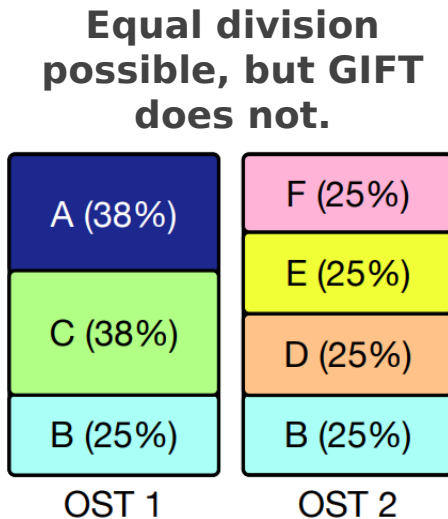 Equal division
possible, but GIFT
does not.
A (38%)
C (38%)
B (25%)
OST 1
F (25%)
E (25%)
D (25%)
B (25%)
OST 2